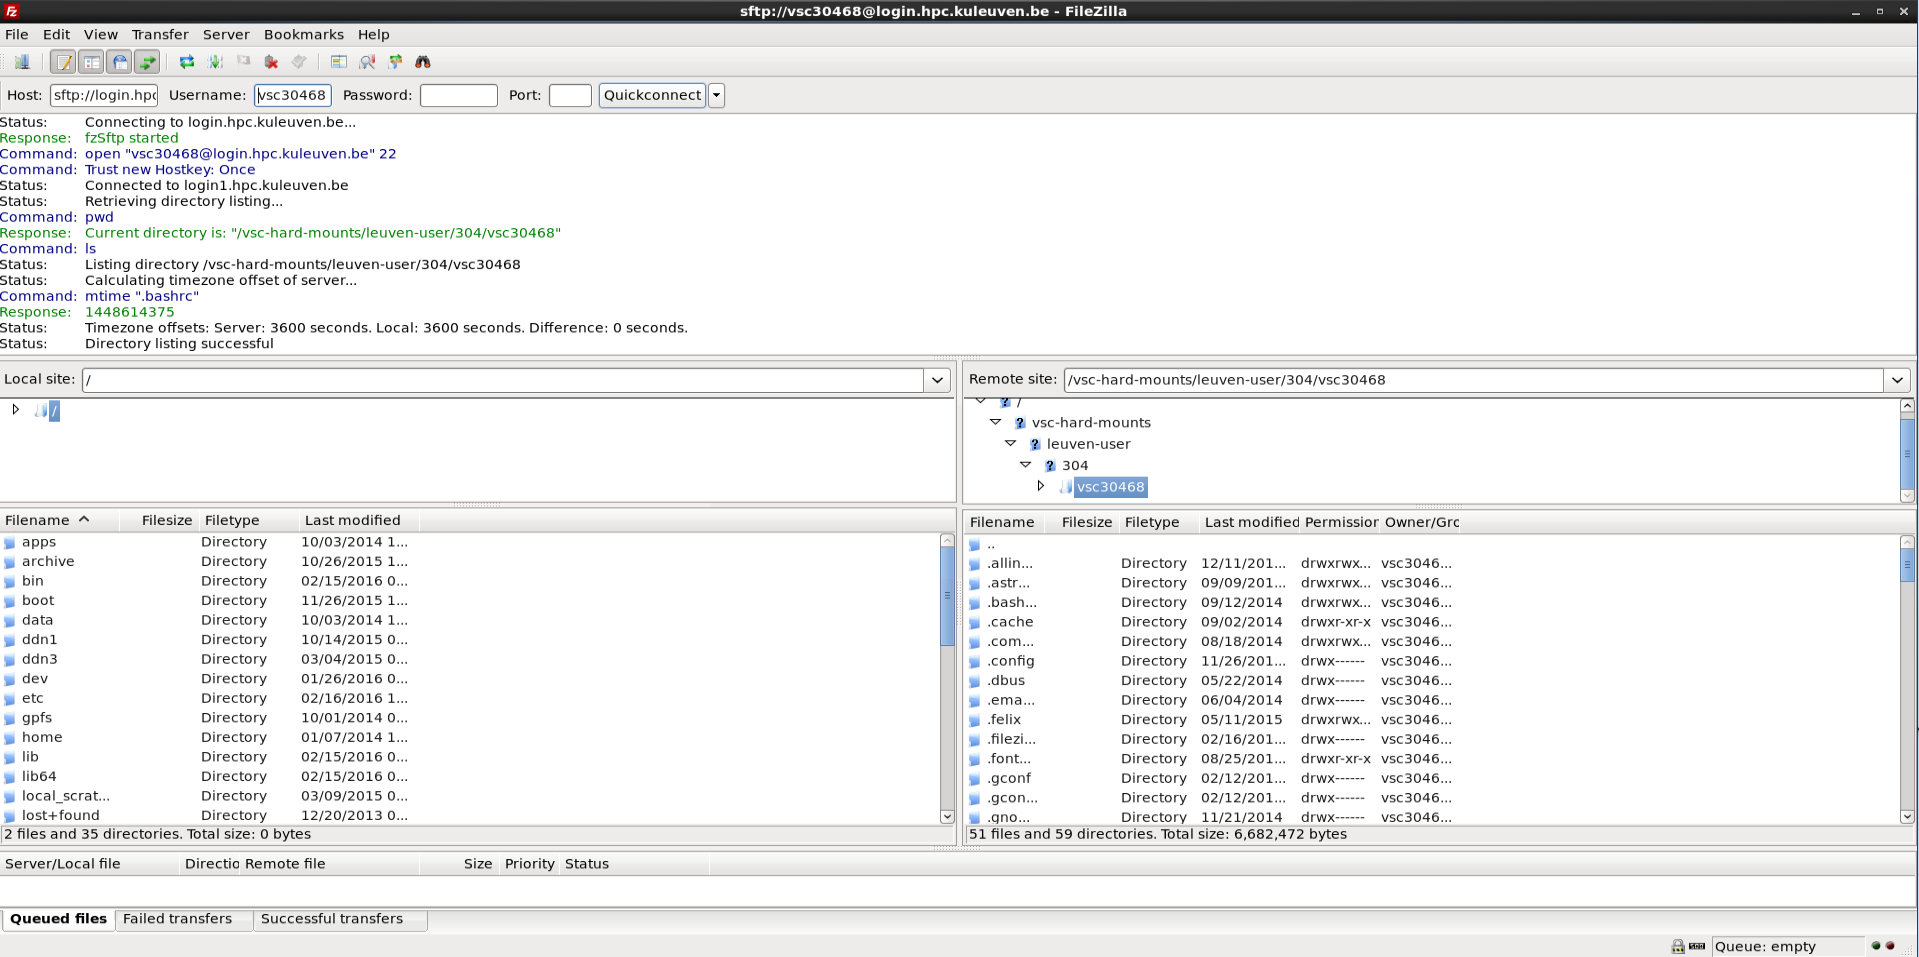 sftp://vsc30468@login.hpc.kuleuven.be - FileZilla
File Edit View Transfer Server Bookmarks Help
Host: sftp://login.hpc Username: vsc30468 Password: Port: Quickconnect
Status: Connecting to login.hpc.kuleuven.be...
Response: fzSftp started
Command: open "vsc30468@login.hpc.kuleuven.be" 22
Command: Trust new Hostkey: Once
Status: Connected to login1.hpc.kuleuven.be
Status: Retrieving directory listing...
Command: pwd
Response: Current directory is: "/vsc-hard-mounts/leuven-user/304/vsc30468"
Command: ls
Status: Listing directory /vsc-hard-mounts/leuven-user/304/vsc30468
Status: Calculating timezone offset of server...
Command: mtime ".bashrc"
Response: 1448614375
Status: Timezone offsets: Server: 3600 seconds. Local: 3600 seconds. Difference: 0 seconds.
Status: Directory listing successful
Local site: /
/
Filename Filesize Filetype Last modified
apps Directory 10/03/2014 1...
archive Directory 10/26/2015 1...
bin Directory 02/15/2016 0...
boot Directory 11/26/2015 1...
data Directory 10/03/2014 1...
ddn1 Directory 10/14/2015 0...
ddn3 Directory 03/04/2015 0...
dev Directory 01/26/2016 0...
etc Directory 02/16/2016 1...
gpfs Directory 10/01/2014 0...
home Directory 01/07/2014 1...
lib Directory 02/15/2016 0...
lib64 Directory 02/15/2016 0...
local_scrat... Directory 03/09/2015 0...
lost+found Directory 12/20/2013 0...
2 files and 35 directories. Total size: 0 bytes
Remote site: /vsc-hard-mounts/leuven-user/304/vsc30468
/
vsc-hard-mounts
leuven-user
304
vsc30468
Filename Filesize Filetype Last modified Permission Owner/Grc
..
.allin... Directory 12/11/201... drwxrwx... vsc3046...
.astr... Directory 09/09/201... drwxrwx... vsc3046...
.bash... Directory 09/12/2014 drwxrwx... vsc3046...
.cache Directory 09/02/2014 drwxr-xr-x vsc3046...
.com... Directory 08/18/2014 drwxrwx... vsc3046...
.config Directory 11/26/201... drwx------ vsc3046...
.dbus Directory 05/22/2014 drwx------ vsc3046...
.ema... Directory 06/04/2014 drwx------ vsc3046...
.felix Directory 05/11/2015 drwxrwx... vsc3046...
.filezi... Directory 02/16/201... drwx------ vsc3046...
.font... Directory 08/25/201... drwxr-xr-x vsc3046...
.gconf Directory 02/12/201... drwx------ vsc3046...
.gcon... Directory 02/12/201... drwx------ vsc3046...
.gno... Directory 11/21/2014 drwx------ vsc3046...
51 files and 59 directories. Total size: 6,682,472 bytes
Server/Local file Directio Remote file Size Priority Status
Queued files Failed transfers Successful transfers
Queue: empty